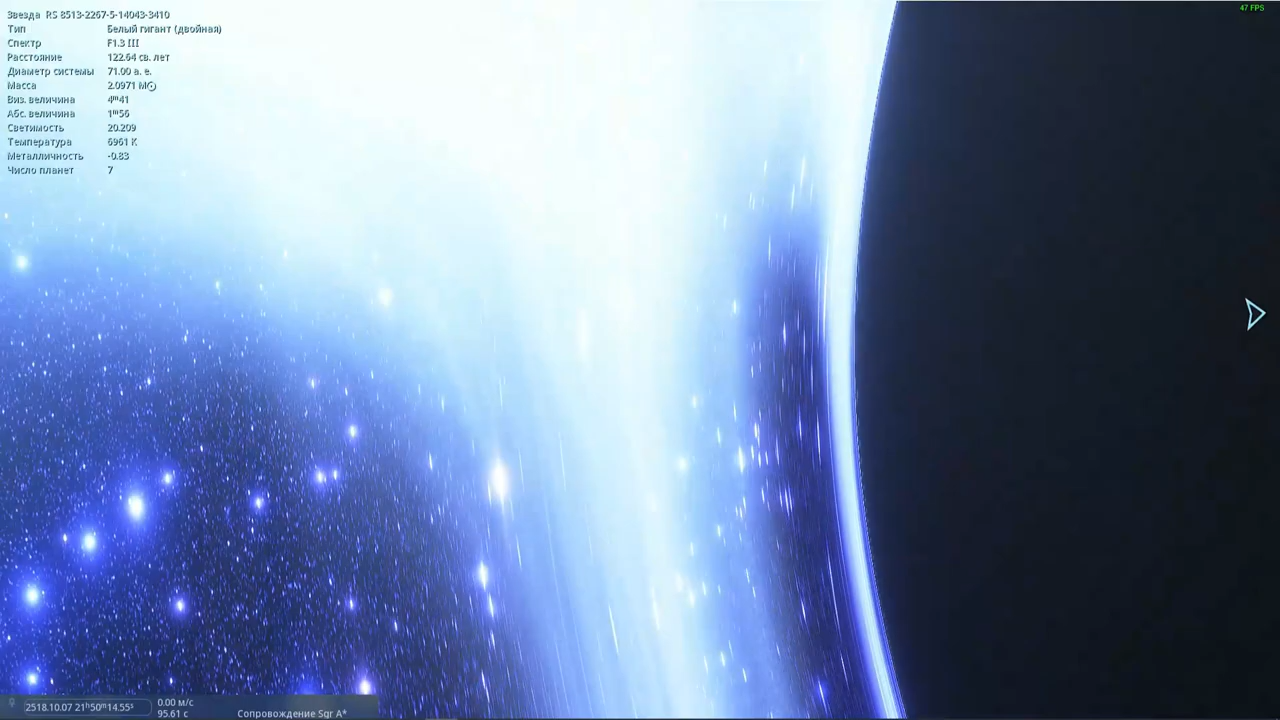 Звезда RS 8513-2267-5-14043-3410
Тип Белый гигант (двойная)
Спектр F1.3 III
Расстояние 122.64 св. лет
Диаметр системы 71.00 а. е.
Масса 2.0971 M☉
Виз. величина 4ᵐ41
Абс. величина 1ᵐ56
Светимость 20.209
Температура 6961 K
Металличность -0.83
Число планет 7
47 FPS
2518.10.07 21ʰ50ᵐ14.55ˢ
0.00 м/с
95.61 с
Сопровождение Sgr A*